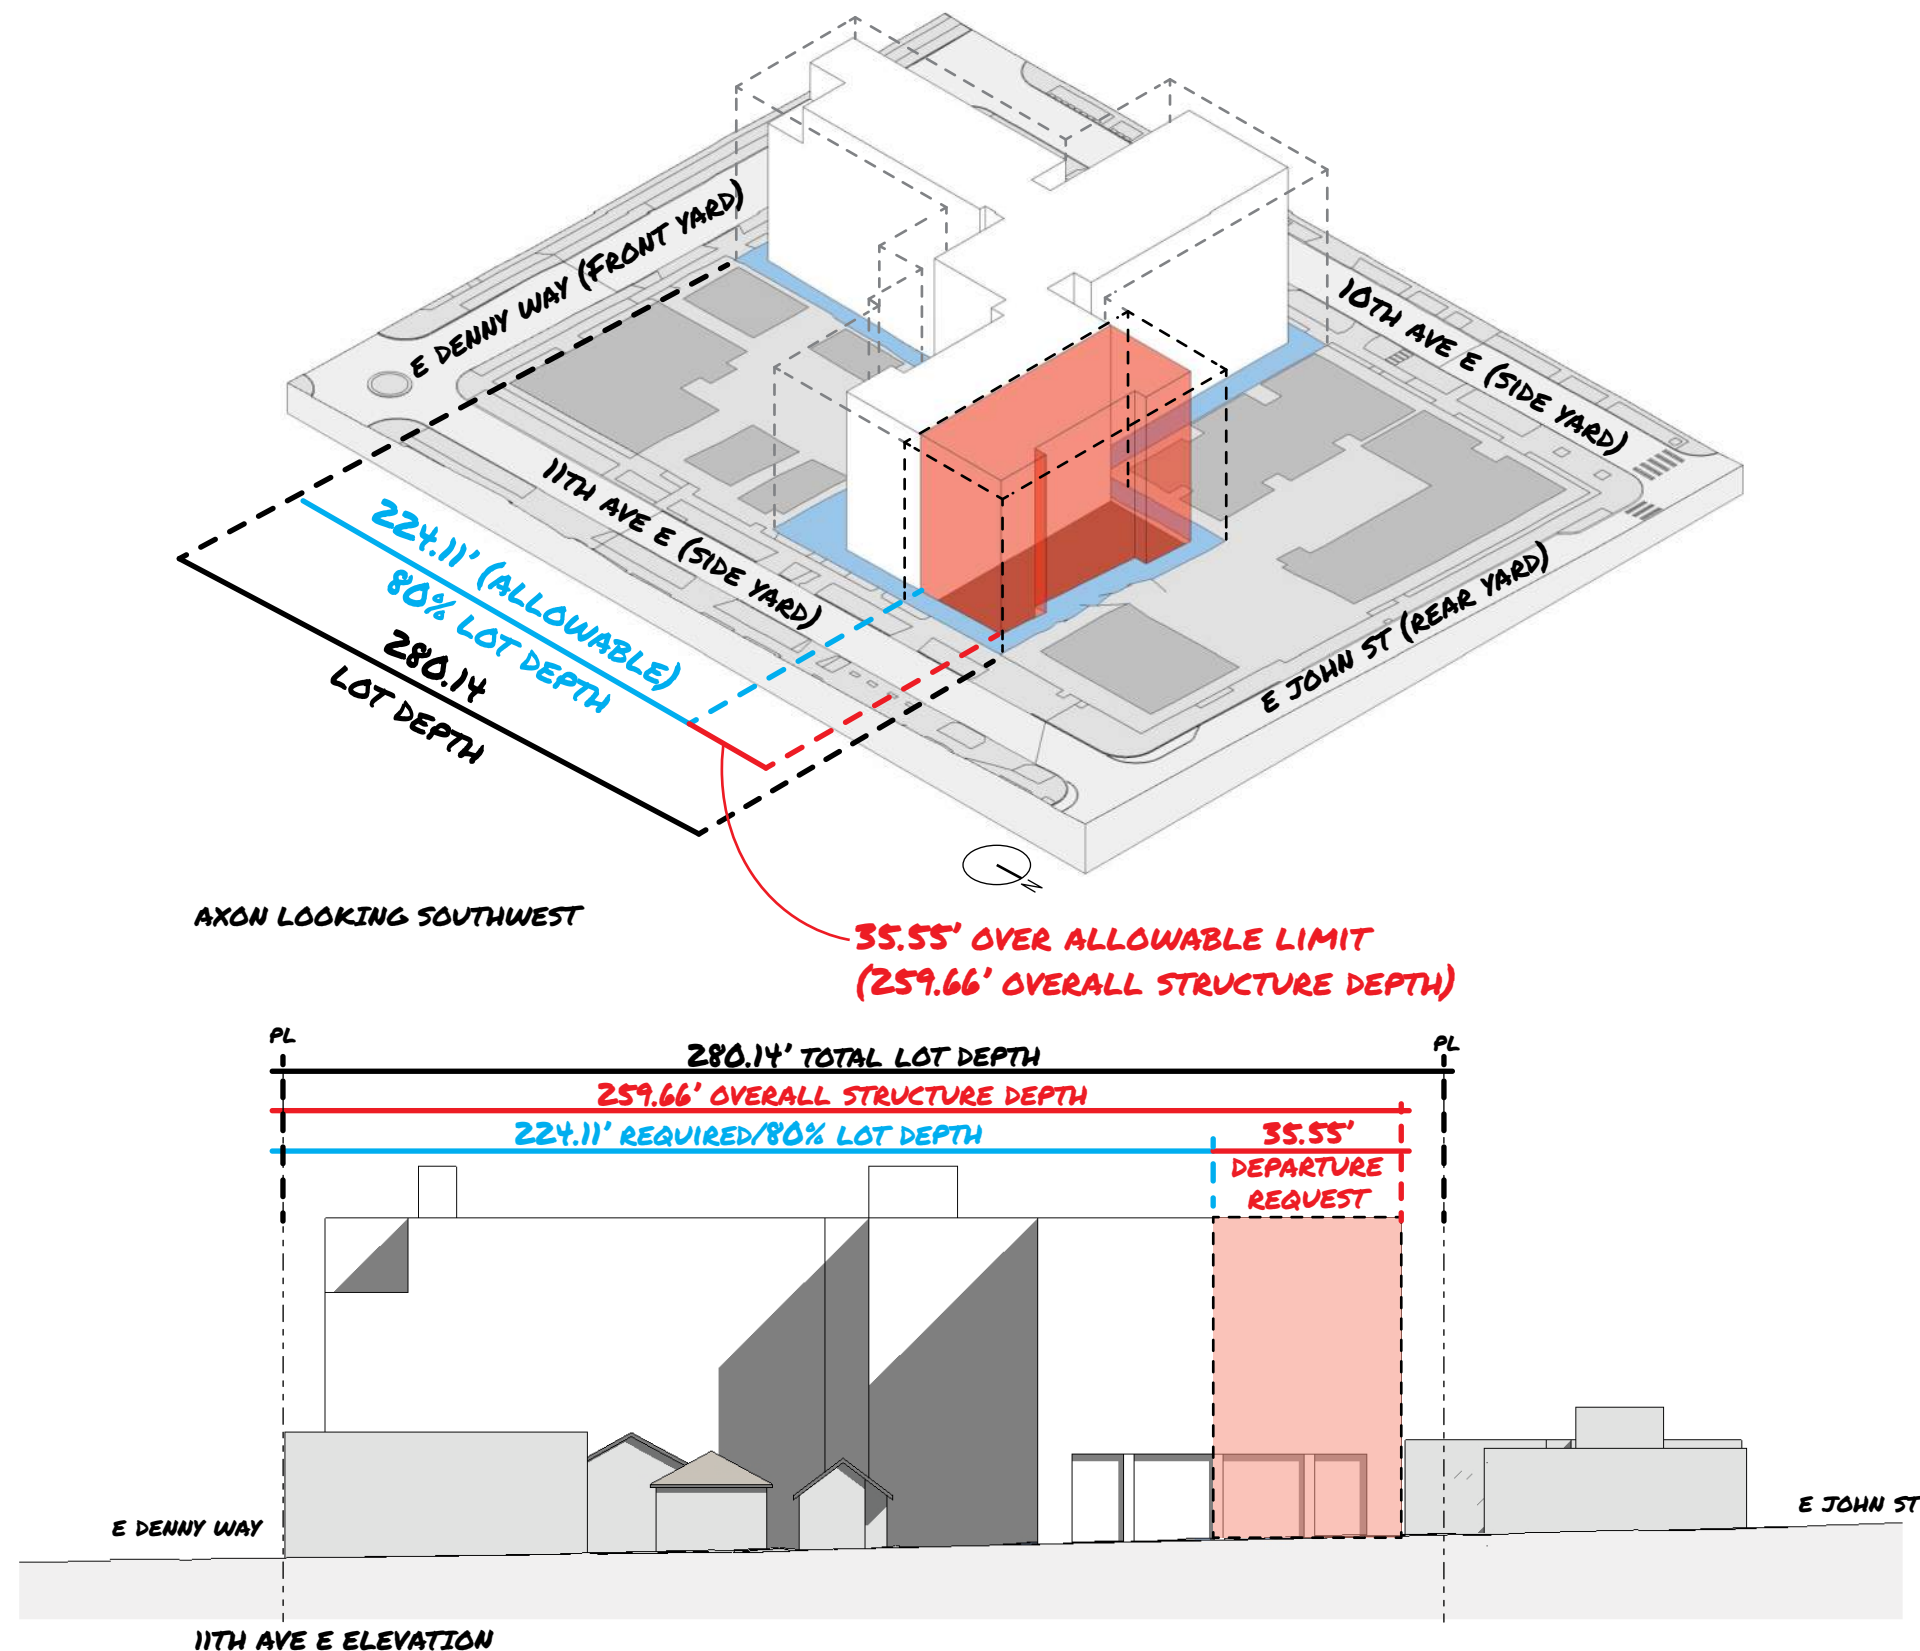 E DENNY WAY (FRONT YARD)
10TH AVE E (SIDE YARD)
11TH AVE E (SIDE YARD)
E JOHN ST (REAR YARD)
224.11' (ALLOWABLE)
80% LOT DEPTH
280.14
LOT DEPTH
N
AXON LOOKING SOUTHWEST
35.55' OVER ALLOWABLE LIMIT
(259.66' OVERALL STRUCTURE DEPTH)
PL
PL
280.14' TOTAL LOT DEPTH
259.66' OVERALL STRUCTURE DEPTH
224.11' REQUIRED/80% LOT DEPTH
35.55'
DEPARTURE
REQUEST
E DENNY WAY
E JOHN ST
11TH AVE E ELEVATION